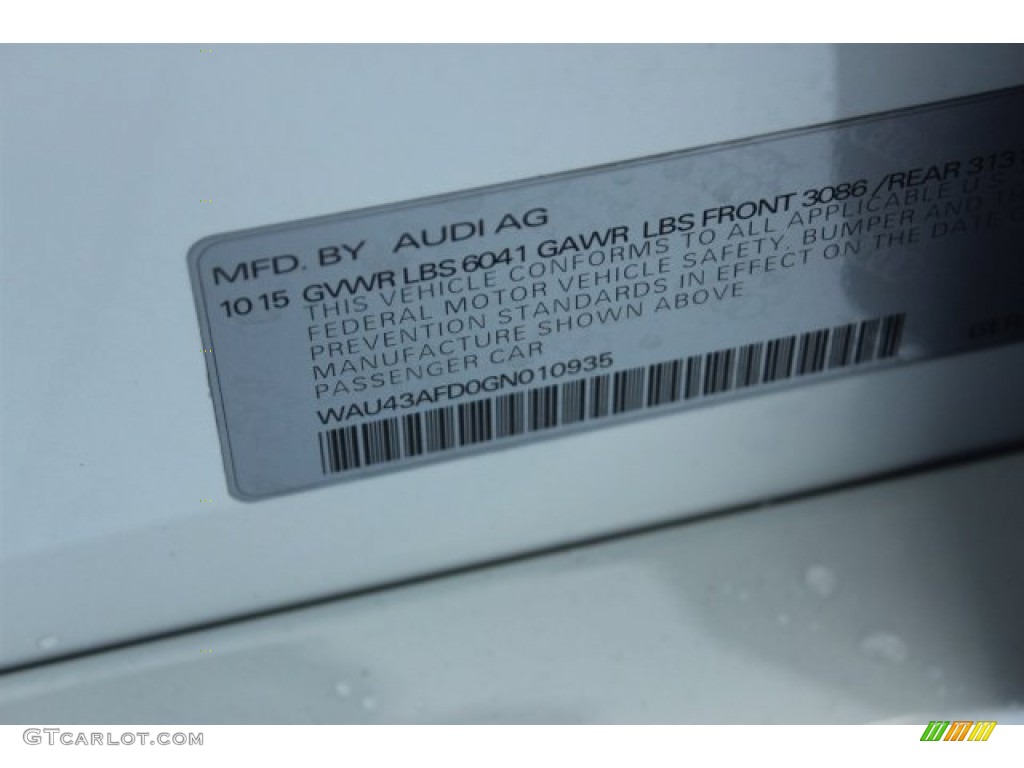 MFD. BY AUDI AG
10 15 GVWR LBS 6041 GAWR LBS FRONT 3086 /REAR 313
THIS VEHICLE CONFORMS TO ALL APPLICABLE U.S.
FEDERAL MOTOR VEHICLE SAFETY, BUMPER AND
PREVENTION STANDARDS IN EFFECT ON THE DATE
MANUFACTURE SHOWN ABOVE
PASSENGER CAR
WAU43AFD0GN010935
GTCARLOT.COM